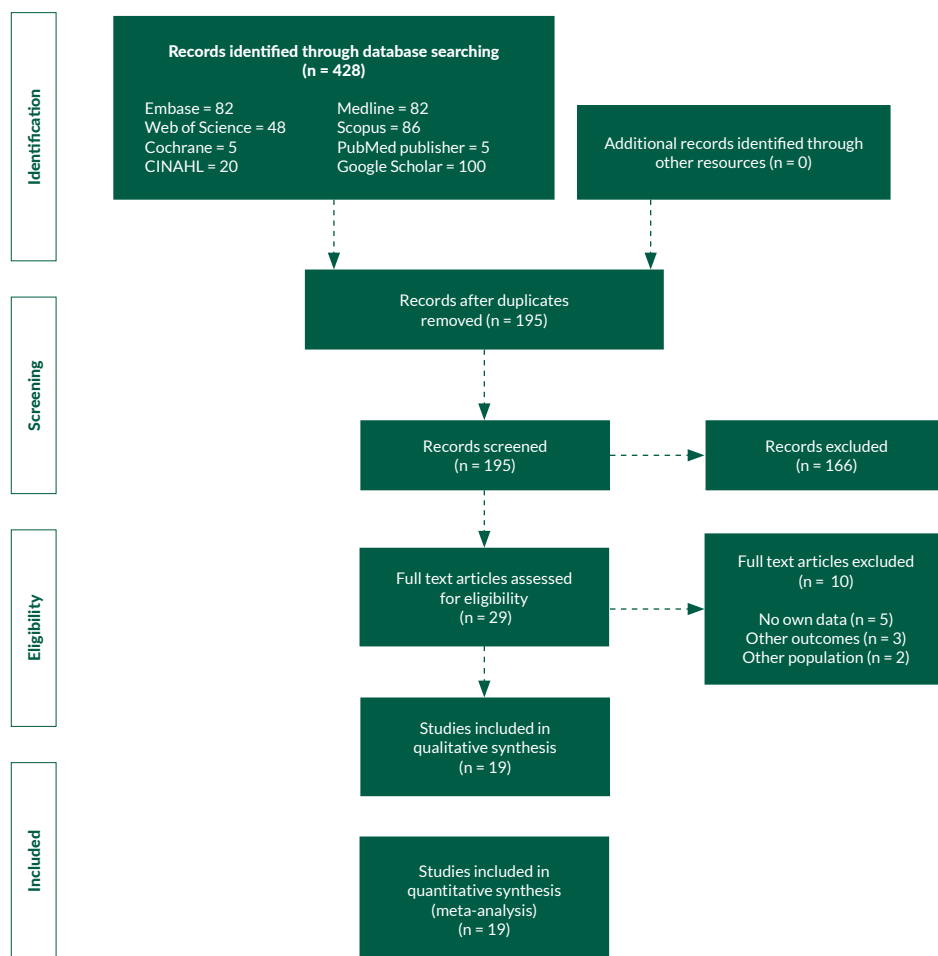 Identification
Records identified through database searching
(n = 428)
Embase = 82
Web of Science = 48
Cochrane = 5
CINAHL = 20
Medline = 82
Scopus = 86
PubMed publisher = 5
Google Scholar = 100
Additional records identified through
other resources (n = 0)
Records after duplicates
removed (n = 195)
Screening
Records screened
(n = 195)
Records excluded
(n = 166)
Eligibility
Full text articles assessed
for eligibility
(n = 29)
Full text articles excluded
(n = 10)
No own data (n = 5)
Other outcomes (n = 3)
Other population (n = 2)
Studies included in
qualitative synthesis
(n = 19)
Included
Studies included in
quantitative synthesis
(meta-analysis)
(n = 19)